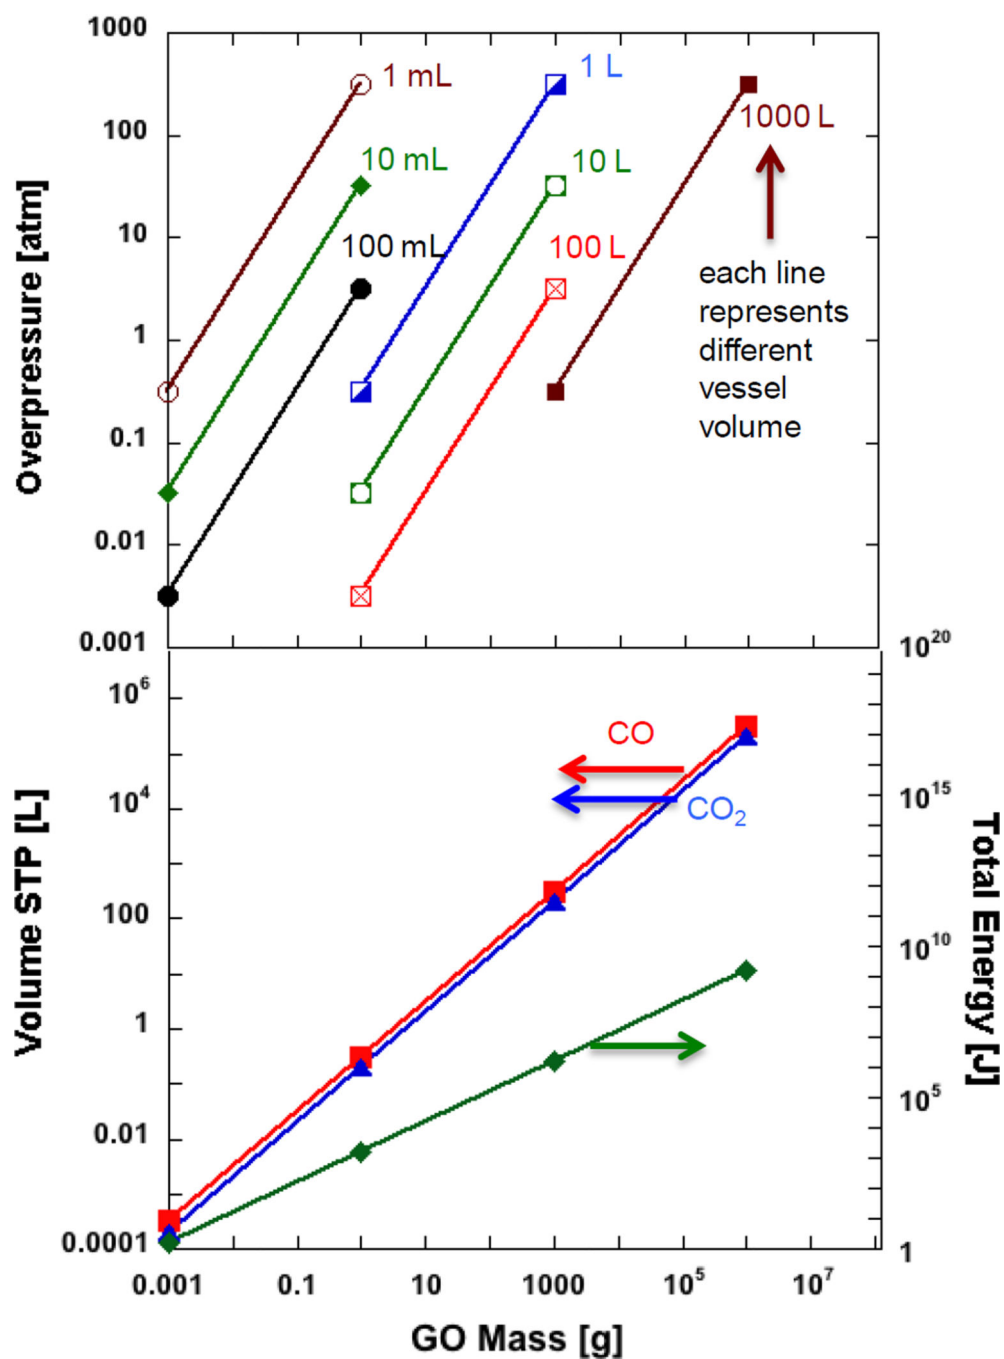 1000
100
10
1
0.1
0.01
0.001
Overpressure [atm]
1 mL
10 mL
100 mL
1 L
10 L
100 L
1000 L
each line
represents
different
vessel
volume
10⁶
10⁴
100
1
0.01
0.0001
Volume STP [L]
CO
CO₂
10²⁰
10¹⁵
10¹⁰
10⁵
1
Total Energy [J]
0.001
0.1
10
1000
10⁵
10⁷
GO Mass [g]